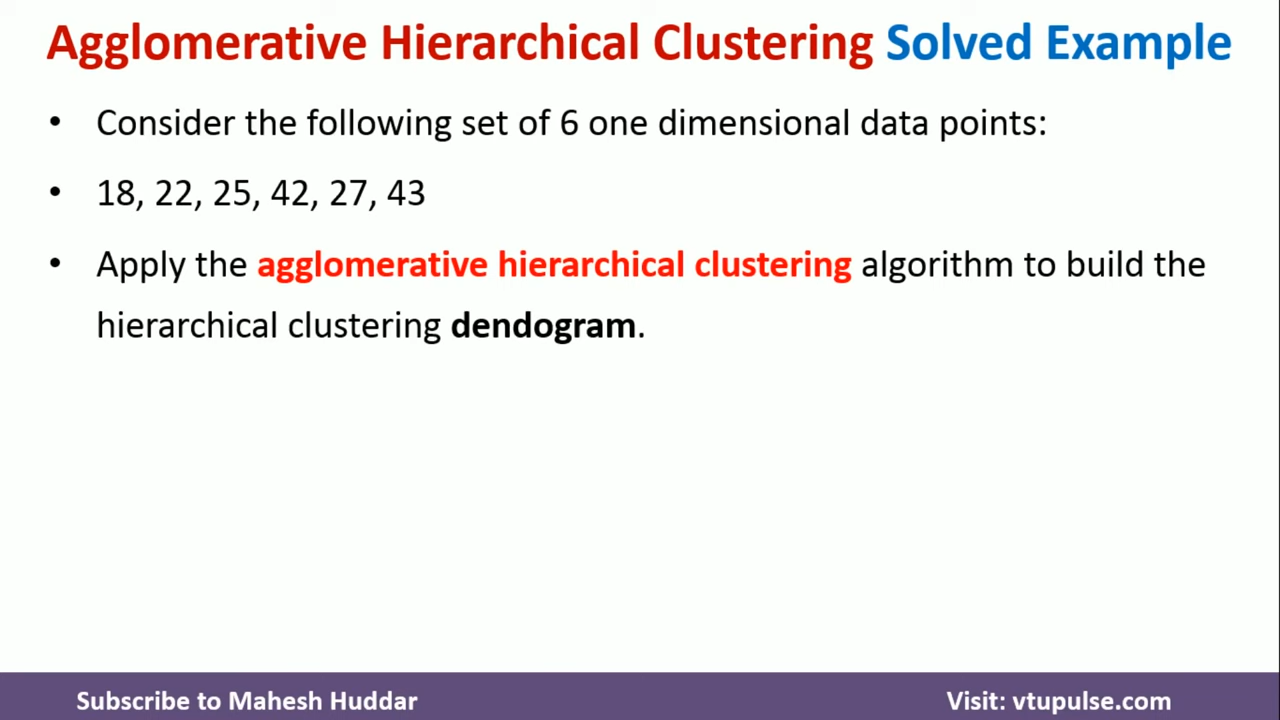 Agglomerative Hierarchical Clustering Solved Example
• Consider the following set of 6 one dimensional data points:
• 18, 22, 25, 42, 27, 43
• Apply the agglomerative hierarchical clustering algorithm to build the
hierarchical clustering dendogram.
Subscribe to Mahesh Huddar
Visit: vtupulse.com